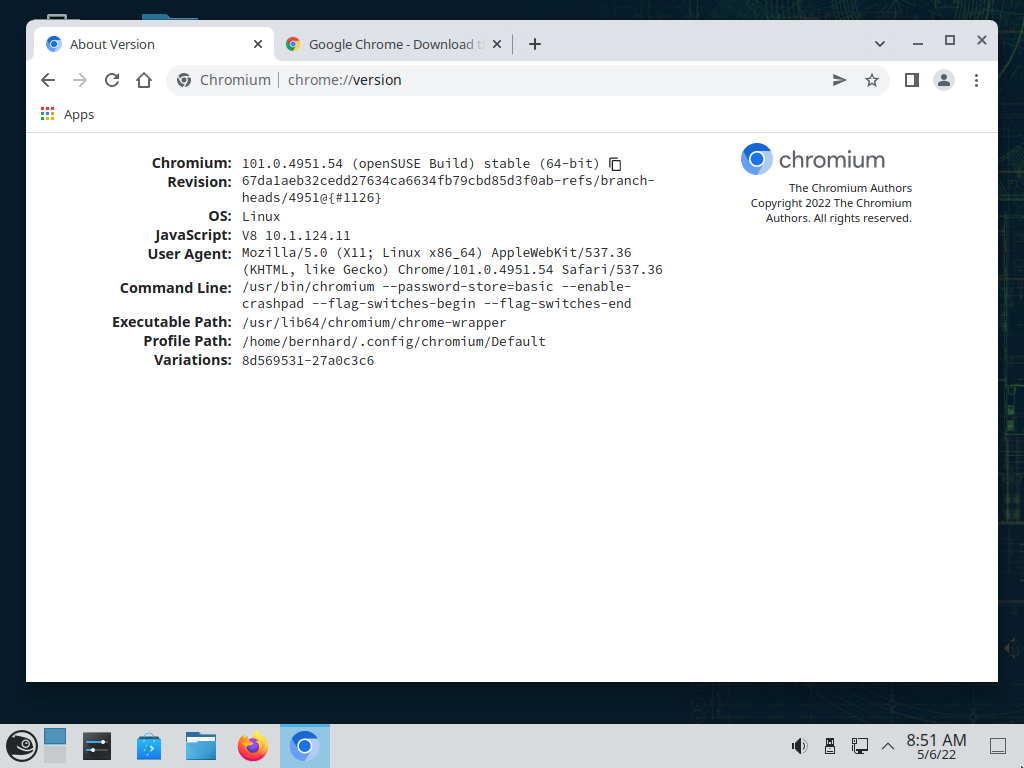 About Version
Google Chrome - Download t
Chromium | chrome://version
Apps
Chromium: 101.0.4951.54 (openSUSE Build) stable (64-bit)
Revision: 67da1aeb32cedd27634ca6634fb79cbd85d3f0ab-refs/branch-
heads/4951@{#1126}
OS: Linux
JavaScript: V8 10.1.124.11
User Agent: Mozilla/5.0 (X11; Linux x86_64) AppleWebKit/537.36
(KHTML, like Gecko) Chrome/101.0.4951.54 Safari/537.36
Command Line: /usr/bin/chromium --password-store=basic --enable-
crashpad --flag-switches-begin --flag-switches-end
Executable Path: /usr/lib64/chromium/chrome-wrapper
Profile Path: /home/bernhard/.config/chromium/Default
Variations: 8d569531-27a0c3c6
chromium
The Chromium Authors
Copyright 2022 The Chromium
Authors. All rights reserved.
8:51 AM
5/6/22